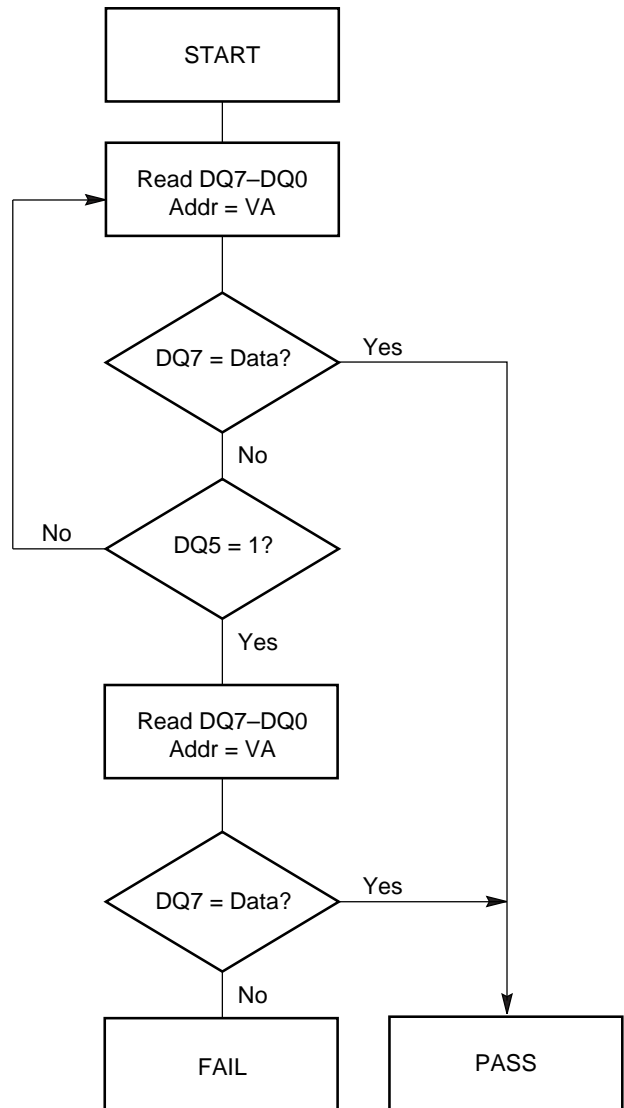 START
Read DQ7–DQ0
Addr = VA
DQ7 = Data?
Yes
No
No
DQ5 = 1?
Yes
Read DQ7–DQ0
Addr = VA
DQ7 = Data?
Yes
No
FAIL
PASS